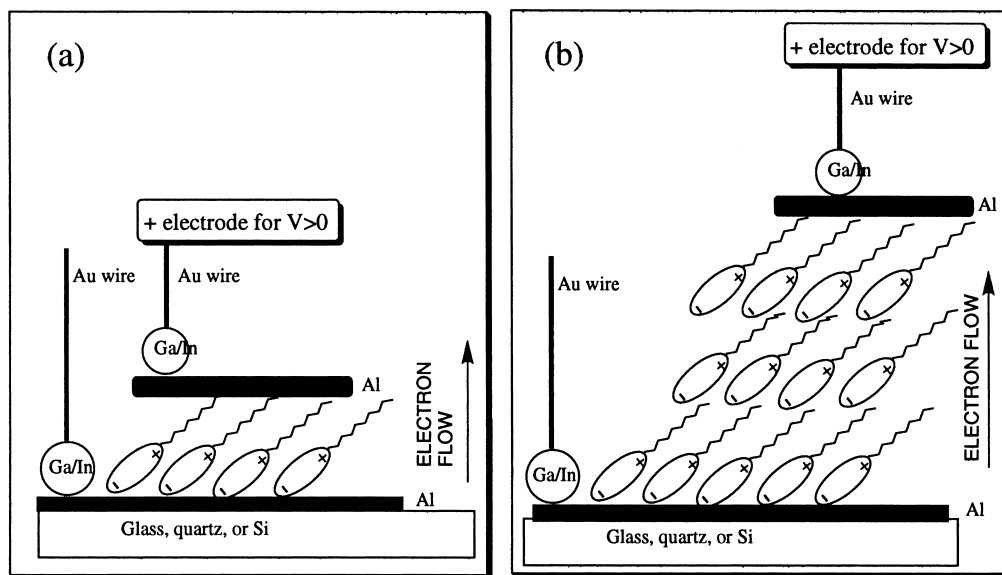 (a)
+ electrode for V>0
Au wire
Au wire
Ga/In
Al
ELECTRON
FLOW
Ga/In
Al
Glass, quartz, or Si
(b)
+ electrode for V>0
Au wire
Ga/In
Al
Au wire
ELECTRON FLOW
Ga/In
Al
Glass, quartz, or Si